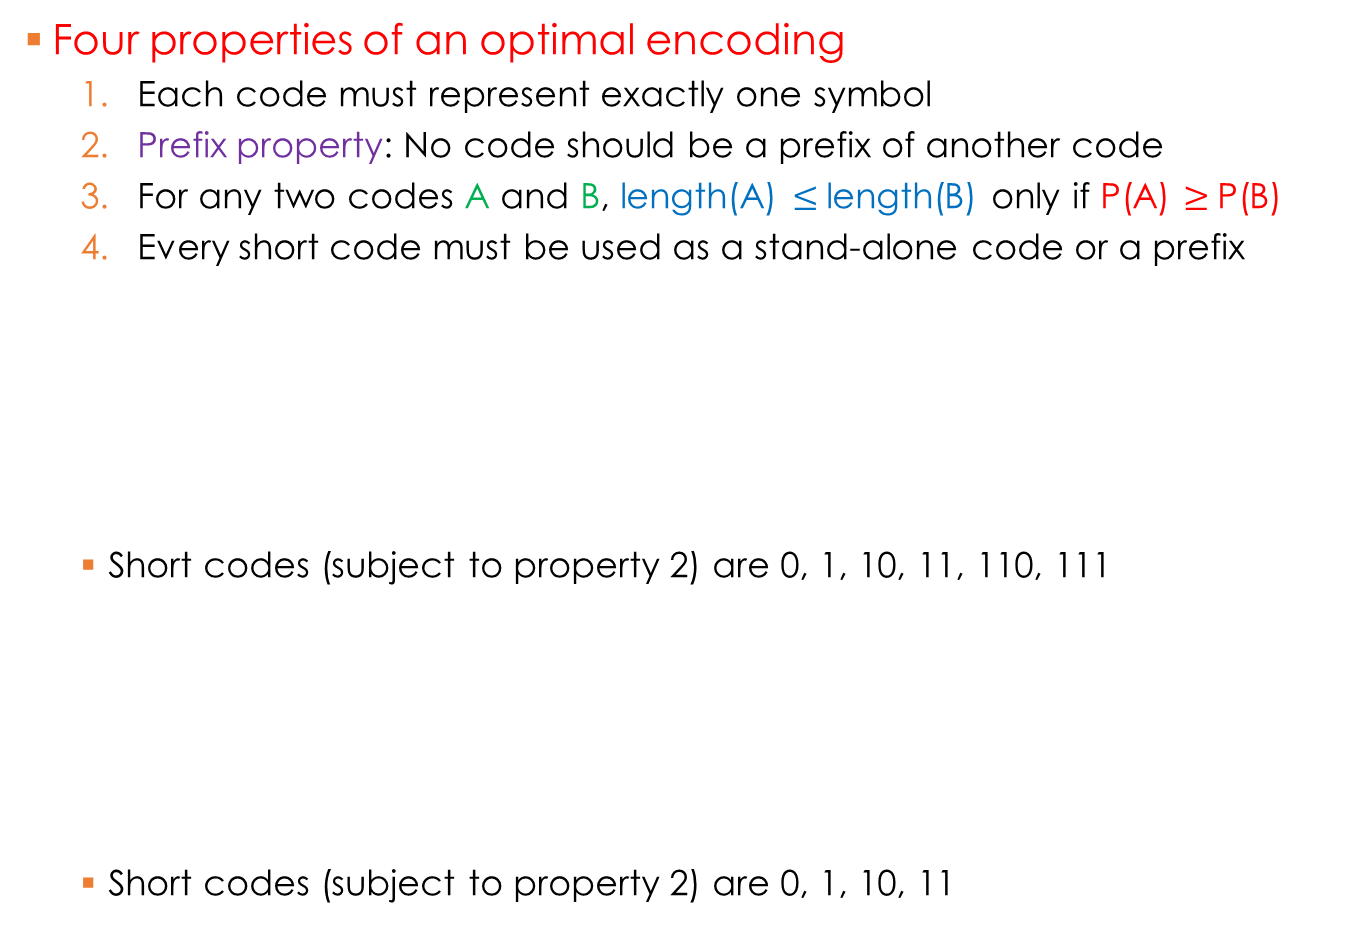 ▪ Four properties of an optimal encoding
1. Each code must represent exactly one symbol
2. Prefix property: No code should be a prefix of another code
3. For any two codes A and B, length(A) ≤ length(B) only if P(A) ≥ P(B)
4. Every short code must be used as a stand-alone code or a prefix
▪ Short codes (subject to property 2) are 0, 1, 10, 11, 110, 111
▪ Short codes (subject to property 2) are 0, 1, 10, 11